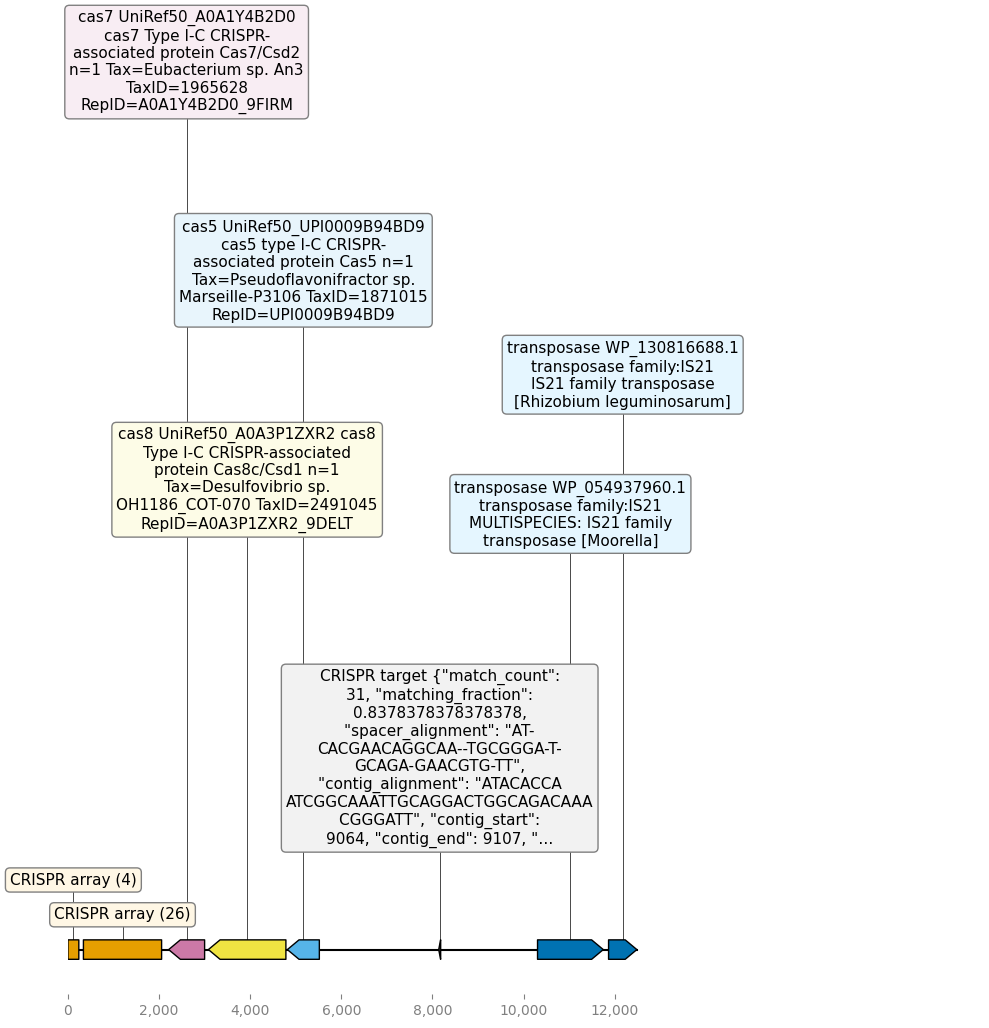 cas7 UniRef50_A0A1Y4B2D0
cas7 Type I-C CRISPR-
associated protein Cas7/Csd2
n=1 Tax=Eubacterium sp. An3
TaxID=1965628
RepID=A0A1Y4B2D0_9FIRM
cas5 UniRef50_UPI0009B94BD9
cas5 type I-C CRISPR-
associated protein Cas5 n=1
Tax=Pseudoflavonifractor sp.
Marseille-P3106 TaxID=1871015
RepID=UPI0009B94BD9
transposase WP_130816688.1
transposase family:IS21
IS21 family transposase
[Rhizobium leguminosarum]
cas8 UniRef50_A0A3P1ZXR2 cas8
Type I-C CRISPR-associated
protein Cas8c/Csd1 n=1
Tax=Desulfovibrio sp.
OH1186_COT-070 TaxID=2491045
RepID=A0A3P1ZXR2_9DELT
transposase WP_054937960.1
transposase family:IS21
MULTISPECIES: IS21 family
transposase [Moorella]
CRISPR target {"match_count":
31, "matching_fraction":
0.8378378378378378,
"spacer_alignment": "AT-
CACGAACAGGCAA--TGCGGGA-T-
GCAGA-GAACGTG-TT",
"contig_alignment": "ATACACCA
ATCGGCAAATTGCAGGACTGGCAGACAAA
CGGGATT", "contig_start":
9064, "contig_end": 9107, "...
CRISPR array (4)
CRISPR array (26)
0 2,000 4,000 6,000 8,000 10,000 12,000